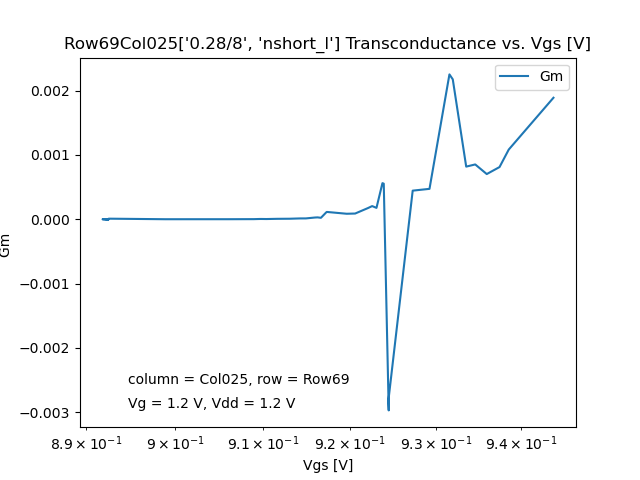 Row69Col025['0.28/8', 'nshort_l'] Transconductance vs. Vgs [V]
Gm
0.002
0.001
0.000
−0.001
−0.002
−0.003
Gm
column = Col025, row = Row69
Vg = 1.2 V, Vdd = 1.2 V
8.9 × 10⁻¹ 9 × 10⁻¹ 9.1 × 10⁻¹ 9.2 × 10⁻¹ 9.3 × 10⁻¹ 9.4 × 10⁻¹
Vgs [V]